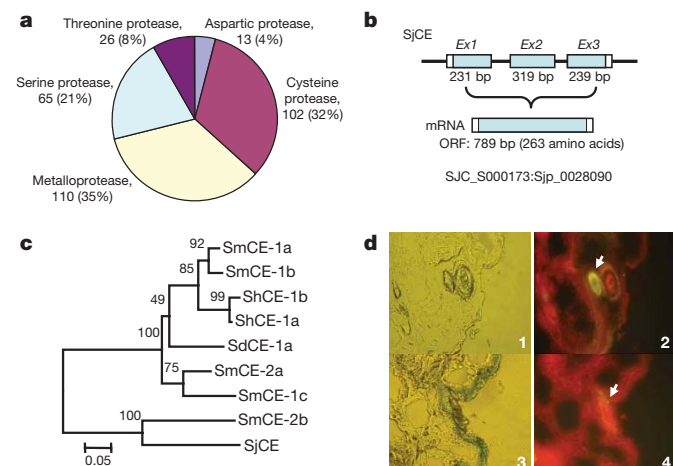 a
Threonine protease,
26 (8%)
Aspartic protease,
13 (4%)
Serine protease,
65 (21%)
Cysteine
protease,
102 (32%)
Metalloprotease,
110 (35%)
b
SjCE
Ex1
Ex2
Ex3
231 bp
319 bp
239 bp
mRNA
ORF: 789 bp (263 amino acids)
SJC_S000173:Sjp_0028090
c
92
SmCE-1a
85
SmCE-1b
99
ShCE-1b
49
ShCE-1a
100
SdCE-1a
75
SmCE-2a
SmCE-1c
100
SmCE-2b
SjCE
0.05
d
1
2
3
4